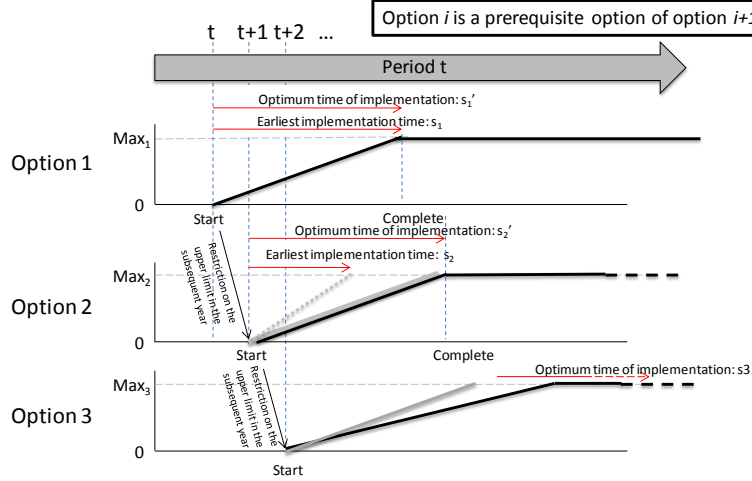 Option i is a prerequisite option of option i+1
t t+1 t+2 ...
Period t
Optimum time of implementation: s₁’
Earliest implementation time: s₁
Max₁
Option 1
0
Start
Complete
Optimum time of implementation: s₂’
Restriction on the
upper limit in the
subsequent year
Earliest implementation time: s₂
Max₂
Option 2
0
Start
Complete
Restriction on the
upper limit in the
subsequent year
Optimum time of implementation: s3
Max₃
Option 3
0
Start